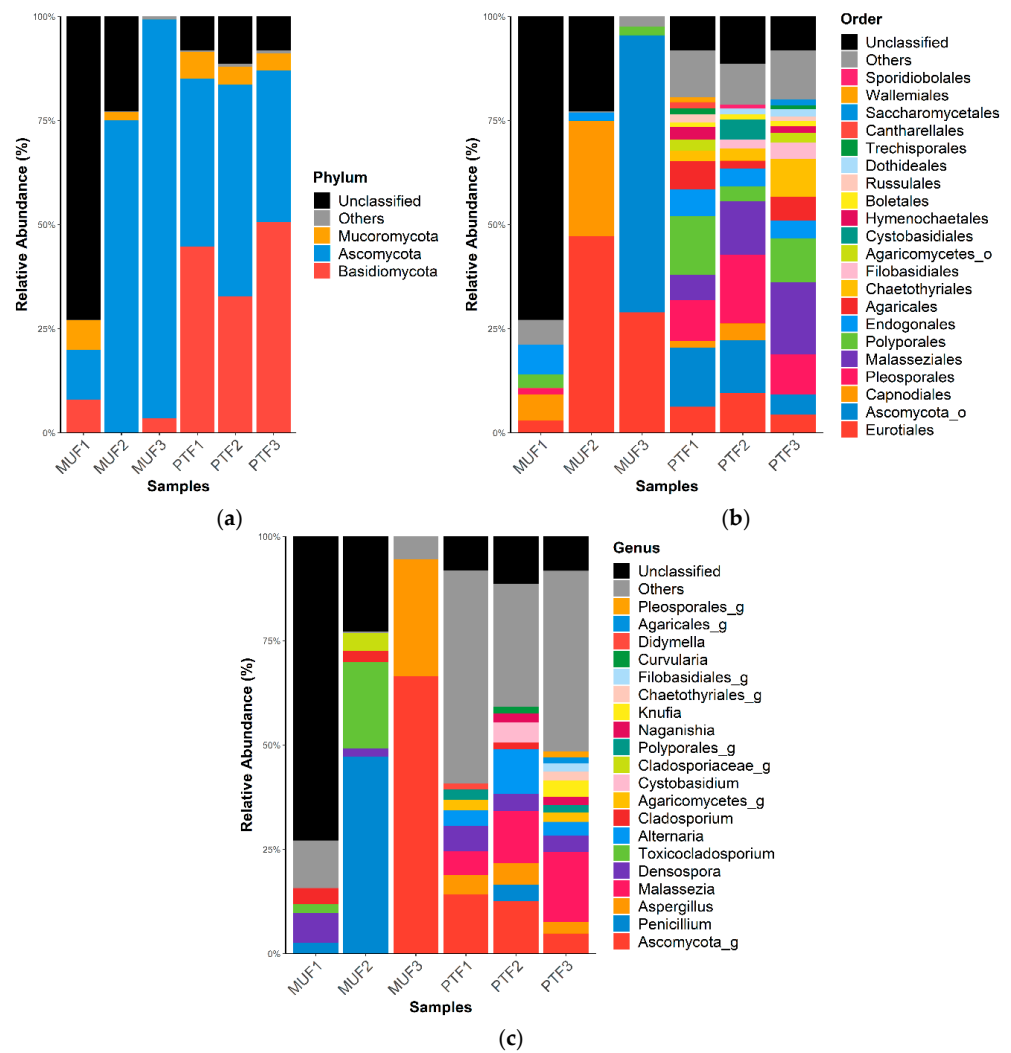 100%
75%
50%
25%
0%
Relative Abundance (%)
MUF1
MUF2
MUF3
PTF1
PTF2
PTF3
Samples
Phylum
Unclassified
Others
Mucoromycota
Ascomycota
Basidiomycota
(a)
100%
75%
50%
25%
0%
Relative Abundance (%)
MUF1
MUF2
MUF3
PTF1
PTF2
PTF3
Samples
Order
Unclassified
Others
Sporidiobolales
Wallemiales
Saccharomycetales
Cantharellales
Trechisporales
Dothideales
Russulales
Boletales
Hymenochaetales
Cystobasidiales
Agaricomycetes_o
Filobasidiales
Chaetothyriales
Agaricales
Endogonales
Polyporales
Malasseziales
Pleosporales
Capnodiales
Ascomycota_o
Eurotiales
(b)
100%
75%
50%
25%
0%
Relative Abundance (%)
MUF1
MUF2
MUF3
PTF1
PTF2
PTF3
Samples
Genus
Unclassified
Others
Pleosporales_g
Agaricales_g
Didymella
Curvularia
Filobasidiales_g
Chaetothyriales_g
Knufia
Naganishia
Polyporales_g
Cladosporiaceae_g
Cystobasidium
Agaricomycetes_g
Cladosporium
Alternaria
Toxicocladosporium
Densospora
Malassezia
Aspergillus
Penicillium
Ascomycota_g
(c)